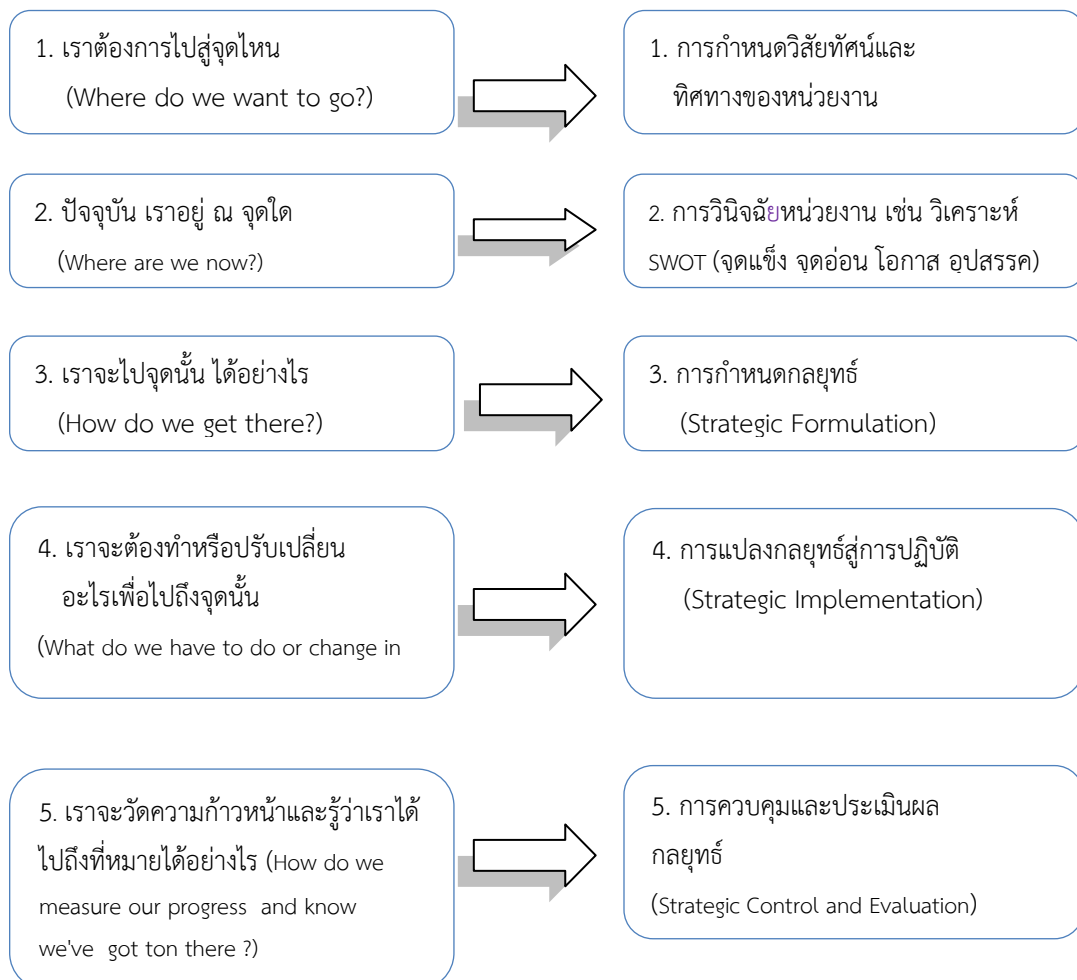 1. เราต้องการไปสู่จุดไหน
(Where do we want to go?)
1. การกำหนดวิสัยทัศน์และ
ทิศทางของหน่วยงาน
2. ปัจจุบัน เราอยู่ ณ จุดใด
(Where are we now?)
2. การวินิจฉัยหน่วยงาน เช่น วิเคราะห์
SWOT (จุดแข็ง จุดอ่อน โอกาส อุปสรรค)
3. เราจะไปจุดนั้น ได้อย่างไร
(How do we get there?)
3. การกำหนดกลยุทธ์
(Strategic Formulation)
4. เราจะต้องทำหรือปรับเปลี่ยน
อะไรเพื่อไปถึงจุดนั้น
(What do we have to do or change in
4. การแปลงกลยุทธ์สู่การปฏิบัติ
(Strategic Implementation)
5. เราจะวัดความก้าวหน้าและรู้ว่าเราได้
ไปถึงที่หมายได้อย่างไร (How do we
measure our progress and know
we've got ton there ?)
5. การควบคุมและประเมินผล
กลยุทธ์
(Strategic Control and Evaluation)